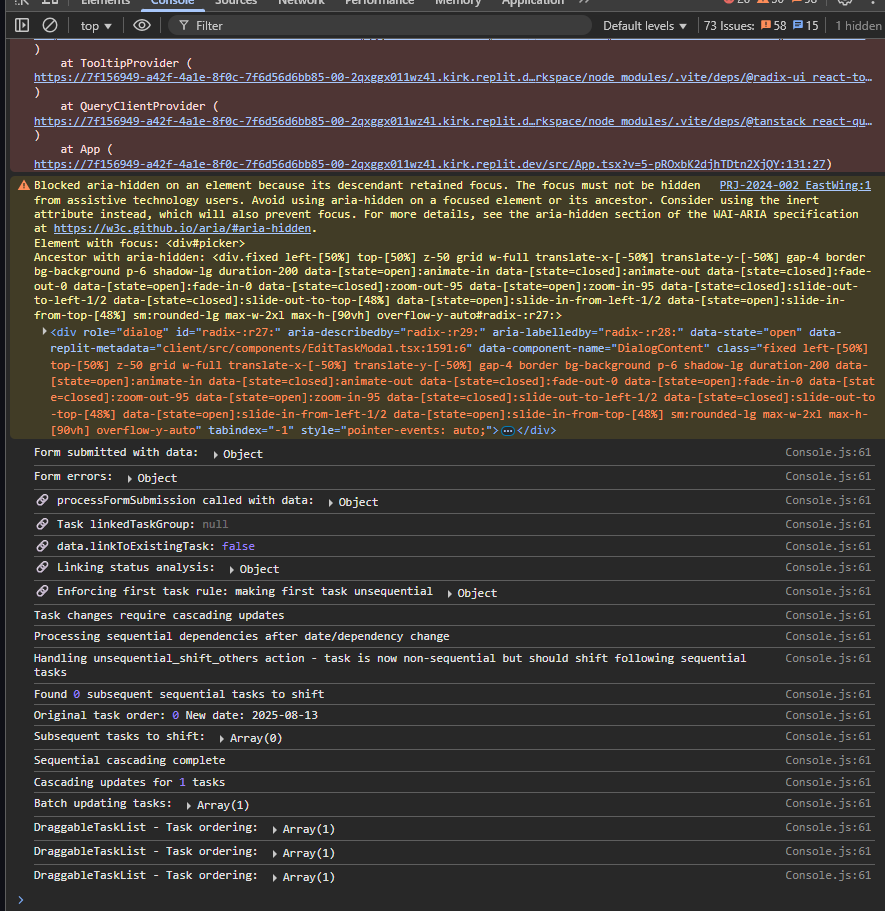 Elements Console Sources Network Performance Memory Application
top ▼ Filter Default levels ▼ 73 Issues: 58 15 1 hidden
)
at TooltipProvider (
https://7f156949-a42f-4a1e-8f0c-7f6d56d6bb85-00-2qxggx011wz4l.kirk.replit.d…rkspace/node_modules/.vite/deps/@radix-ui_react-to…
)
at QueryClientProvider (
https://7f156949-a42f-4a1e-8f0c-7f6d56d6bb85-00-2qxggx011wz4l.kirk.replit.d…rkspace/node_modules/.vite/deps/@tanstack_react-qu…
)
at App (
https://7f156949-a42f-4a1e-8f0c-7f6d56d6bb85-00-2qxggx011wz4l.kirk.replit.dev/src/App.tsx?v=5-pROxbK2djhTDtn2XjQY:131:27)
Blocked aria-hidden on an element because its descendant retained focus. The focus must not be hidden PRJ-2024-002_EastWing:1
from assistive technology users. Avoid using aria-hidden on a focused element or its ancestor. Consider using the inert
attribute instead, which will also prevent focus. For more details, see the aria-hidden section of the WAI-ARIA specification
at https://w3c.github.io/aria/#aria-hidden.
Element with focus: <div#picker>
Ancestor with aria-hidden: <div.fixed left-[50%] top-[50%] z-50 grid w-full translate-x-[-50%] translate-y-[-50%] gap-4 border
bg-background p-6 shadow-lg duration-200 data-[state=open]:animate-in data-[state=closed]:animate-out data-[state=closed]:fade-
out-0 data-[state=open]:fade-in-0 data-[state=closed]:zoom-out-95 data-[state=open]:zoom-in-95 data-[state=closed]:slide-out-
to-left-1/2 data-[state=closed]:slide-out-to-top-[48%] data-[state=open]:slide-in-from-left-1/2 data-[state=open]:slide-in-
from-top-[48%] sm:rounded-lg max-w-2xl max-h-[90vh] overflow-y-auto#radix-:r27:>
<div role="dialog" id="radix-:r27:" aria-describedby="radix-:r29:" aria-labelledby="radix-:r28:" data-state="open" data-
replit-metadata="client/src/components/EditTaskModal.tsx:1591:6" data-component-name="DialogContent" class="fixed left-[50%]
top-[50%] z-50 grid w-full translate-x-[-50%] translate-y-[-50%] gap-4 border bg-background p-6 shadow-lg duration-200 data-
[state=open]:animate-in data-[state=closed]:animate-out data-[state=closed]:fade-out-0 data-[state=open]:fade-in-0 data-[stat
e=closed]:zoom-out-95 data-[state=open]:zoom-in-95 data-[state=closed]:slide-out-to-left-1/2 data-[state=closed]:slide-out-to
-top-[48%] data-[state=open]:slide-in-from-left-1/2 data-[state=open]:slide-in-from-top-[48%] sm:rounded-lg max-w-2xl max-h-
[90vh] overflow-y-auto" tabindex="-1" style="pointer-events: auto;">…</div>
Form submitted with data: Object Console.js:61
Form errors: Object Console.js:61
processFormSubmission called with data: Object Console.js:61
Task linkedTaskGroup: null Console.js:61
data.linkToExistingTask: false Console.js:61
Linking status analysis: Object Console.js:61
Enforcing first task rule: making first task unsequential Object Console.js:61
Task changes require cascading updates Console.js:61
Processing sequential dependencies after date/dependency change Console.js:61
Handling unsequential_shift_others action - task is now non-sequential but should shift following sequential Console.js:61
tasks
Found 0 subsequent sequential tasks to shift Console.js:61
Original task order: 0 New date: 2025-08-13 Console.js:61
Subsequent tasks to shift: Array(0) Console.js:61
Sequential cascading complete Console.js:61
Cascading updates for 1 tasks Console.js:61
Batch updating tasks: Array(1) Console.js:61
DraggableTaskList - Task ordering: Array(1) Console.js:61
DraggableTaskList - Task ordering: Array(1) Console.js:61
DraggableTaskList - Task ordering: Array(1) Console.js:61